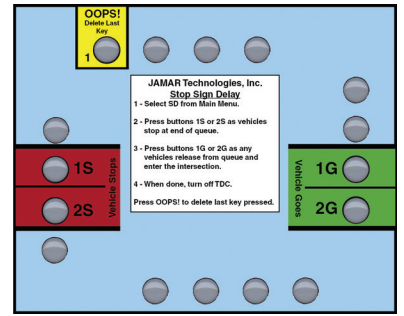 OOPS!
Delete Last
Key
1
JAMAR Technologies, Inc.
Stop Sign Delay
1 - Select SD from Main Menu.
2 - Press buttons 1S or 2S as vehicles
stop at end of queue.
3 - Press buttons 1G or 2G as any
vehicles release from queue and
enter the intersection.
4 - When done, turn off TDC.
Press OOPS! to delete last key pressed.
1S
2S
Vehicle Stops
Vehicle Goes
1G
2G